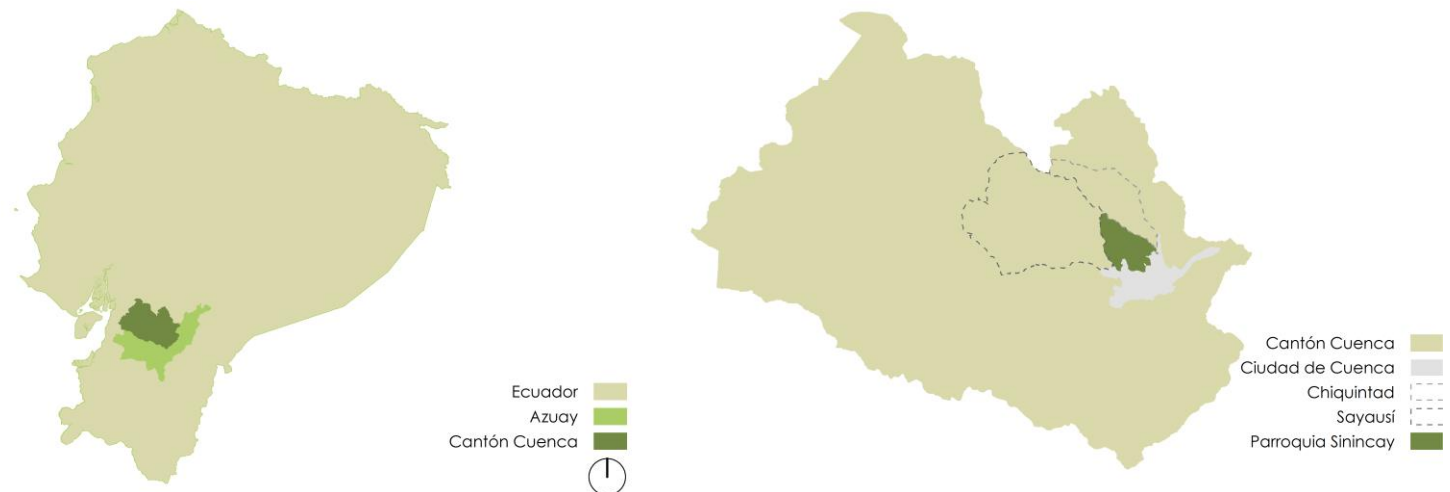 Ecuador
Azuay
Cantón Cuenca
Cantón Cuenca
Ciudad de Cuenca
Chiquintad
Sayausí
Parroquia Sinincay